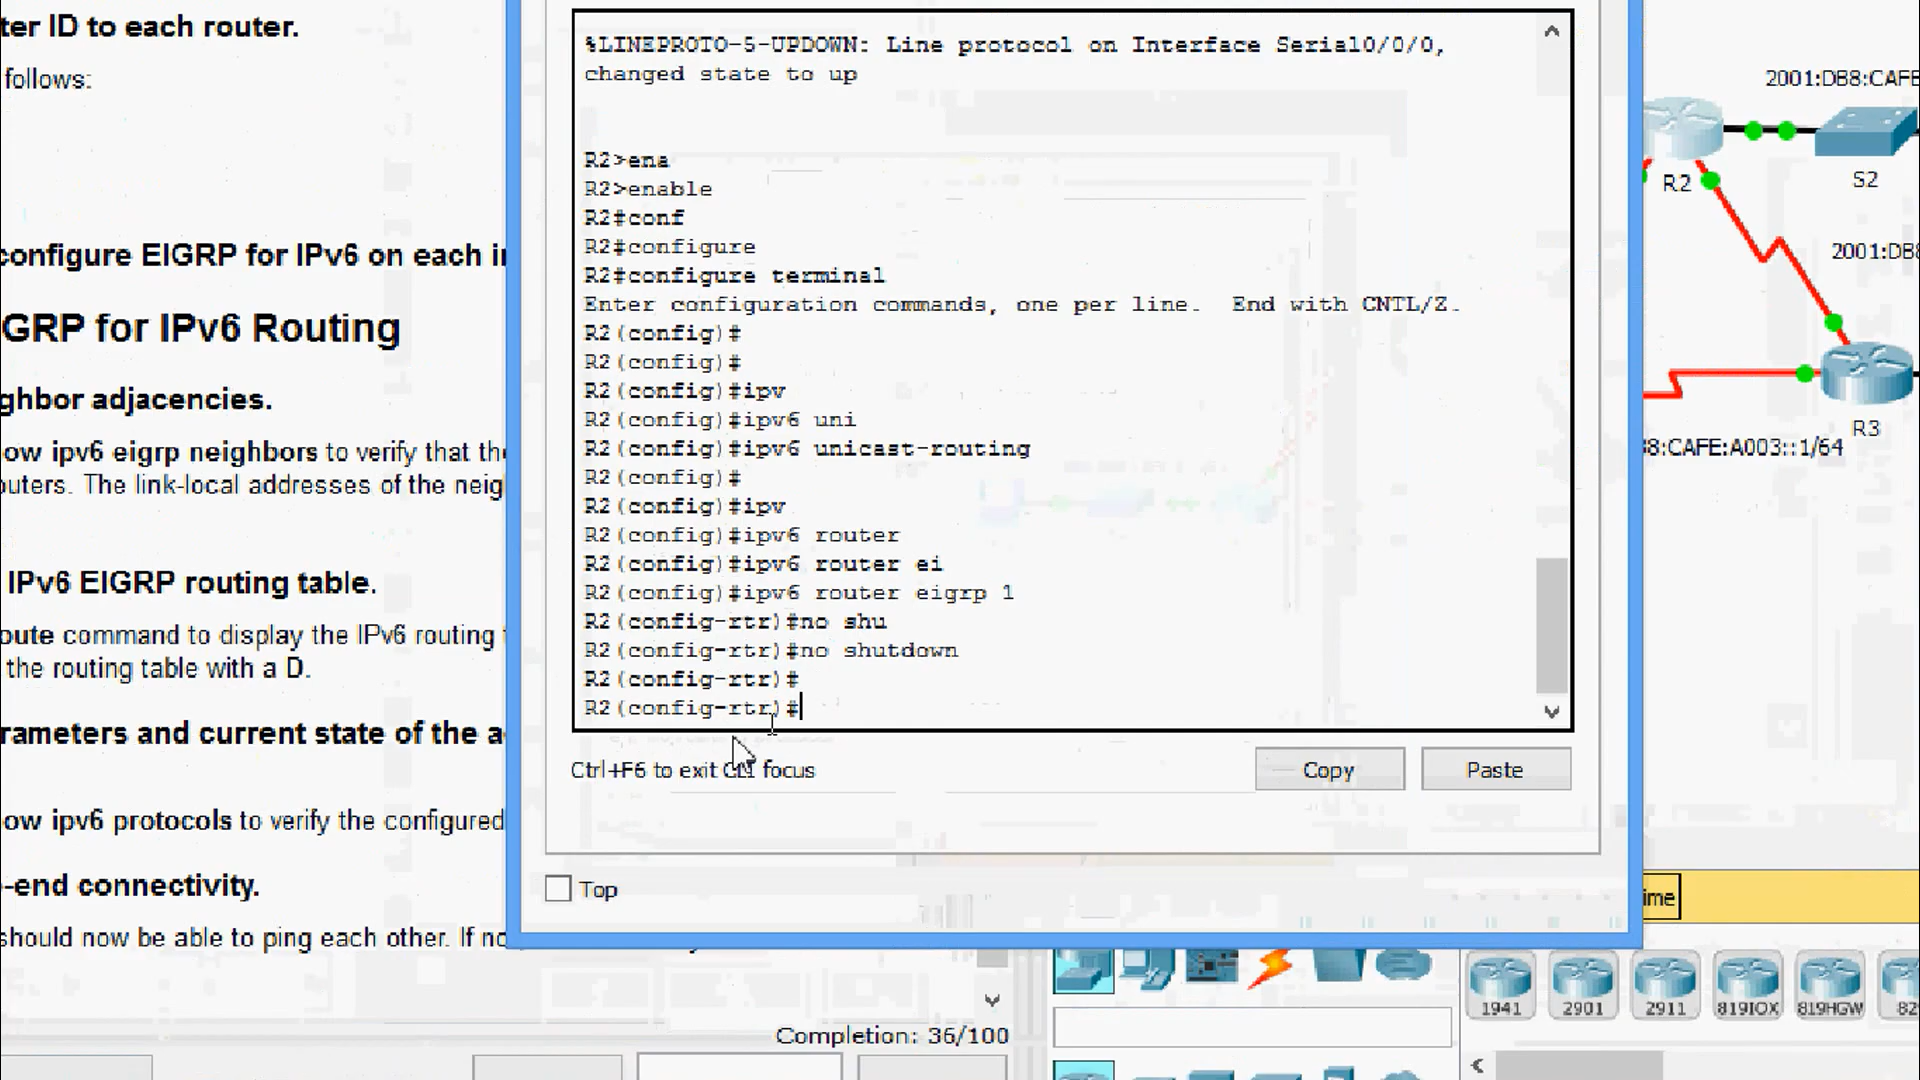 ter ID to each router.
follows:
configure EIGRP for IPv6 on each in
GRP for IPv6 Routing
ghbor adjacencies.
ow ipv6 eigrp neighbors to verify that the
outers. The link-local addresses of the neig
IPv6 EIGRP routing table.
oute command to display the IPv6 routing
the routing table with a D.
rameters and current state of the a
ow ipv6 protocols to verify the configured
-end connectivity.
should now be able to ping each other. If no
Completion: 36/100
%LINEPROTO-5-UPDOWN: Line protocol on Interface Serial0/0/0,
changed state to up
R2>ena
R2>enable
R2#conf
R2#configure
R2#configure terminal
Enter configuration commands, one per line.  End with CNTL/Z.
R2(config)#
R2(config)#
R2(config)#ipv
R2(config)#ipv6 uni
R2(config)#ipv6 unicast-routing
R2(config)#
R2(config)#ipv
R2(config)#ipv6 router
R2(config)#ipv6 router ei
R2(config)#ipv6 router eigrp 1
R2(config-rtr)#no shu
R2(config-rtr)#no shutdown
R2(config-rtr)#
R2(config-rtr)#
Ctrl+F6 to exit CLI focus
Copy
Paste
Top
2001:DB8:CAFE
R2
S2
2001:DB8
R3
B8:CAFE:A003::1/64
ime
1941
2901
2911
819IOX
819HGW
82